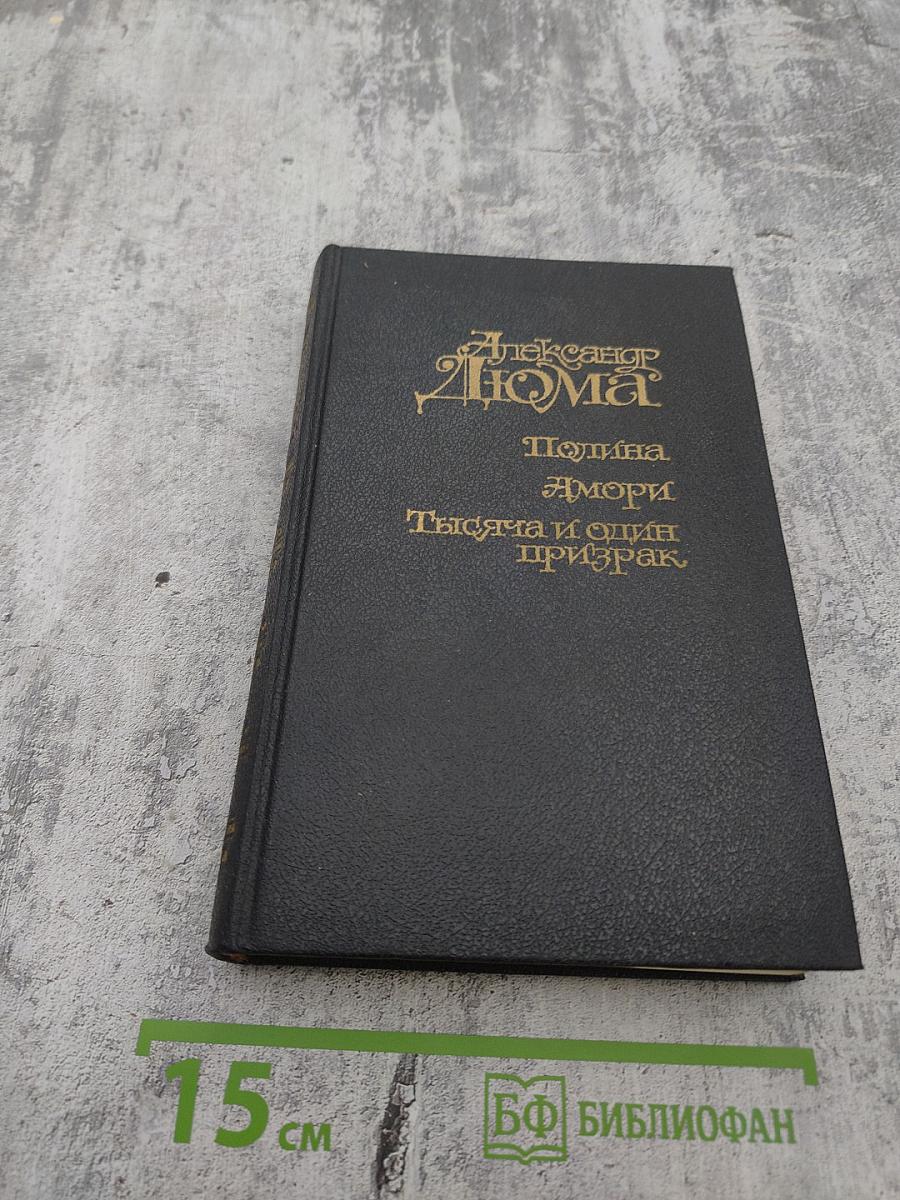 Александр
Дюма
Полина
Амори
Тысяча и один
призрак
15 см
БФ БИБЛИОФАН